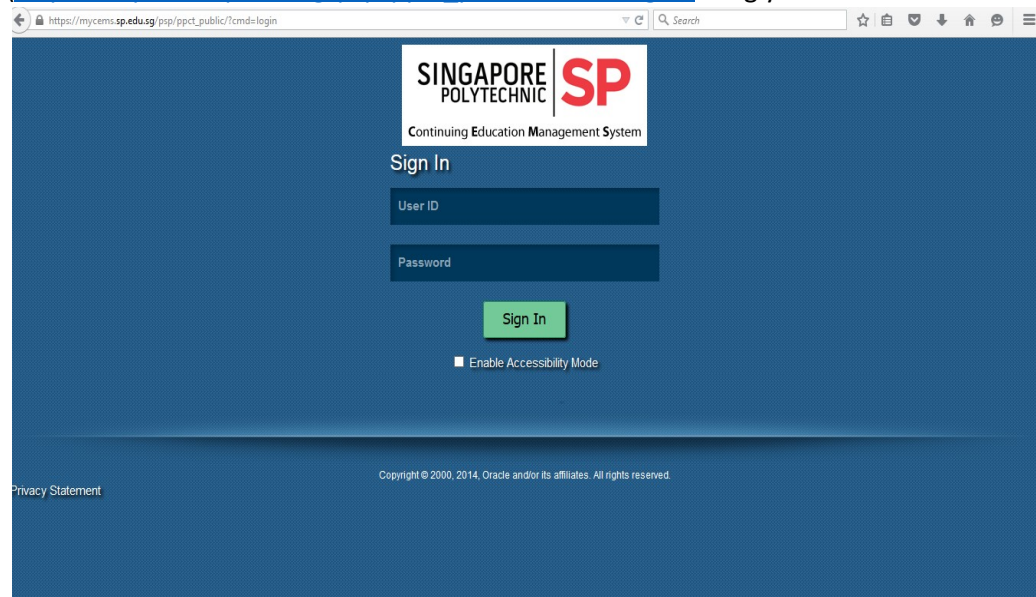 https://mycems.sp.edu.sg/psp/ppct_public/?cmd=login
Search
SINGAPORE POLYTECHNIC SP
Continuing Education Management System
Sign In
User ID
Password
Sign In
Enable Accessibility Mode
Copyright © 2000, 2014, Oracle and/or its affiliates. All rights reserved.
Privacy Statement